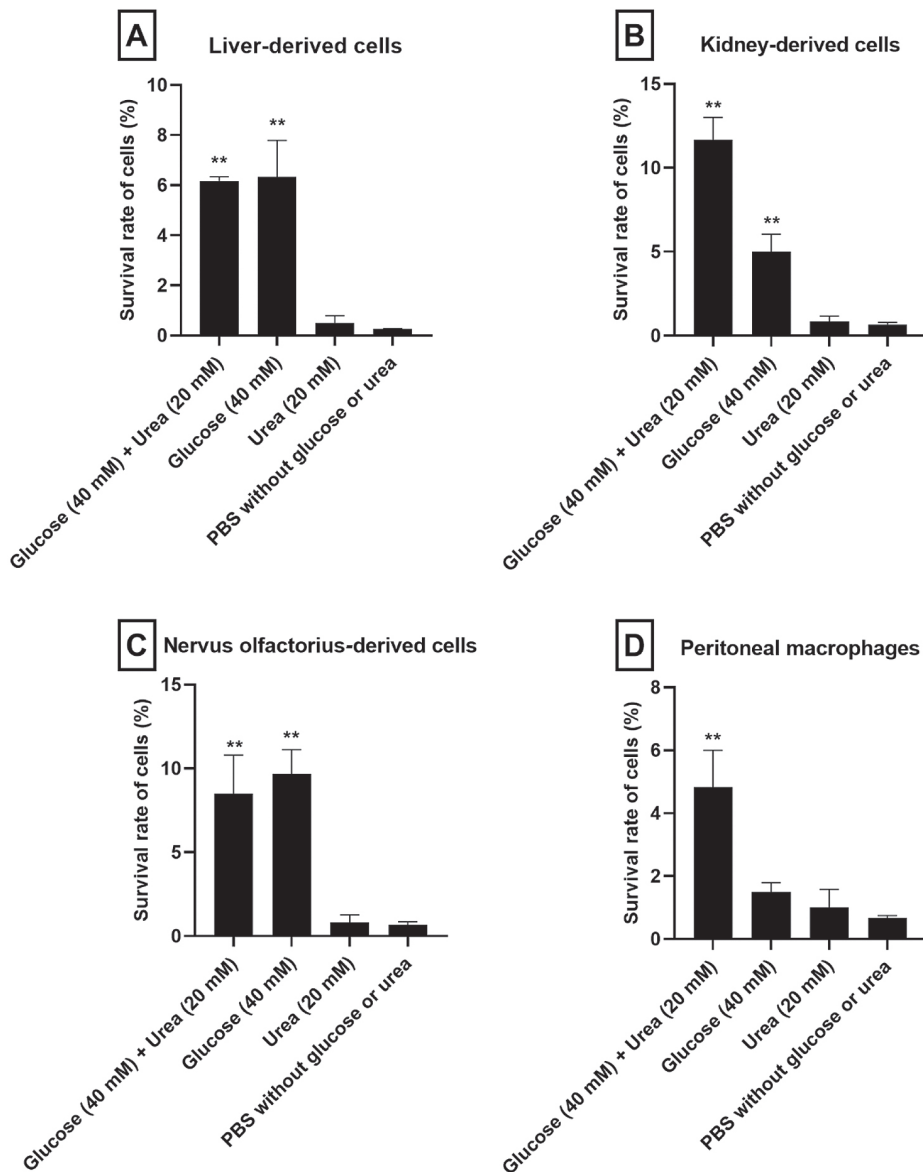 A
Liver-derived cells
Survival rate of cells (%)
10
8
6
4
2
0
**
**
Glucose (40 mM) + Urea (20 mM)
Glucose (40 mM)
Urea (20 mM)
PBS without glucose or urea
B
Kidney-derived cells
Survival rate of cells (%)
15
10
5
0
**
**
Glucose (40 mM) + Urea (20 mM)
Glucose (40 mM)
Urea (20 mM)
PBS without glucose or urea
C
Nervus olfactorius-derived cells
Survival rate of cells (%)
15
10
5
0
**
**
Glucose (40 mM) + Urea (20 mM)
Glucose (40 mM)
Urea (20 mM)
PBS without glucose or urea
D
Peritoneal macrophages
Survival rate of cells (%)
8
6
4
2
0
**
Glucose (40 mM) + Urea (20 mM)
Glucose (40 mM)
Urea (20 mM)
PBS without glucose or urea